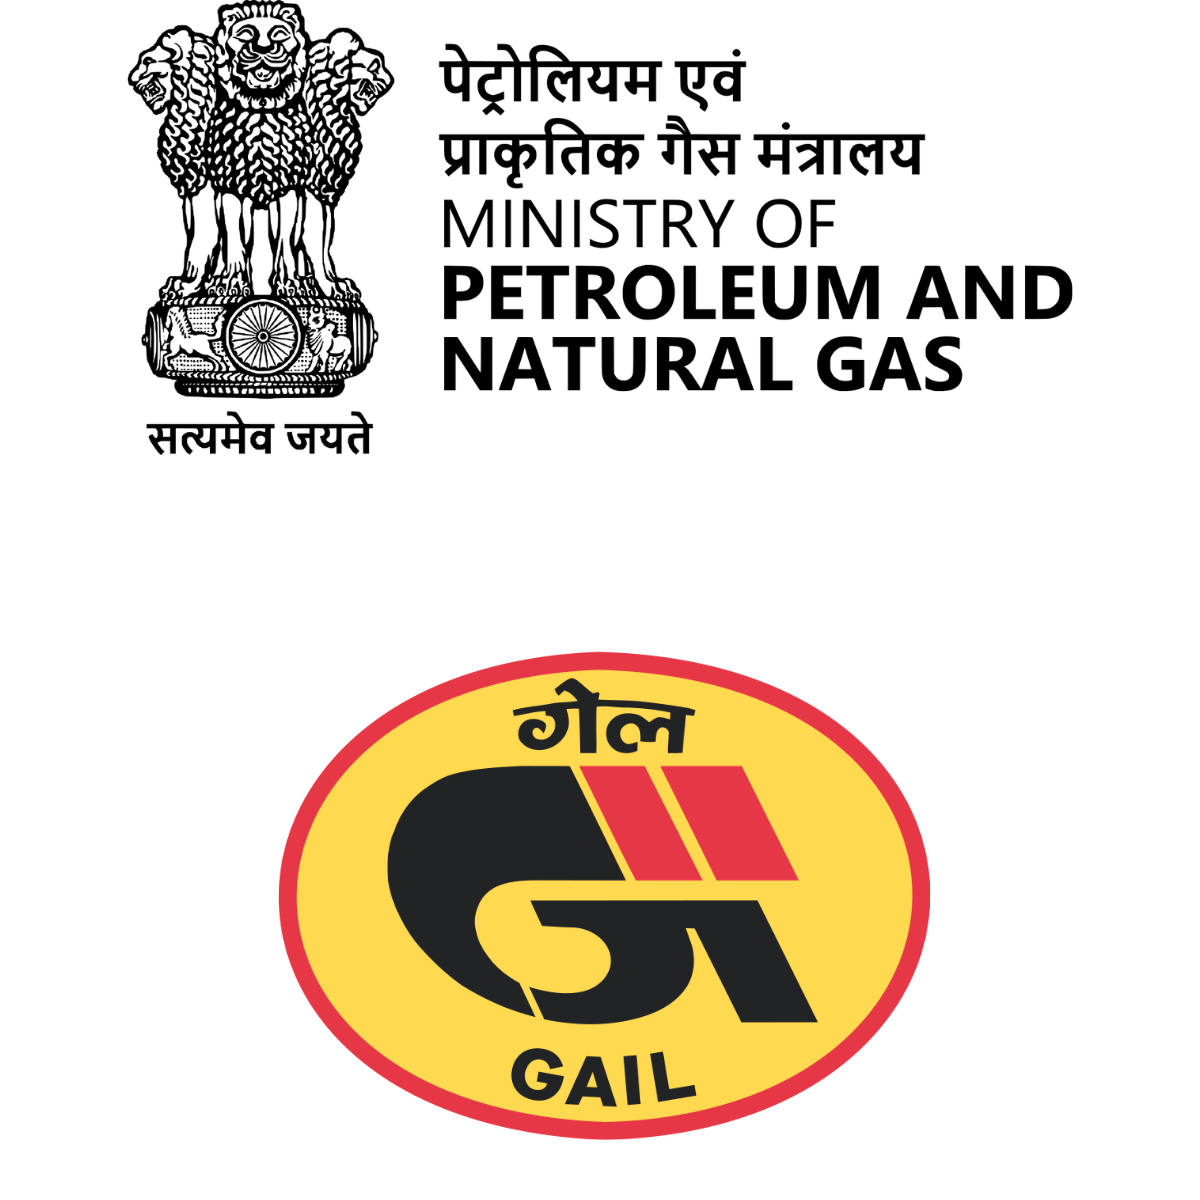 पेट्रोलियम एवं
प्राकृतिक गैस मंत्रालय
MINISTRY OF
PETROLEUM AND
NATURAL GAS
सत्यमेव जयते
गेल
GAIL